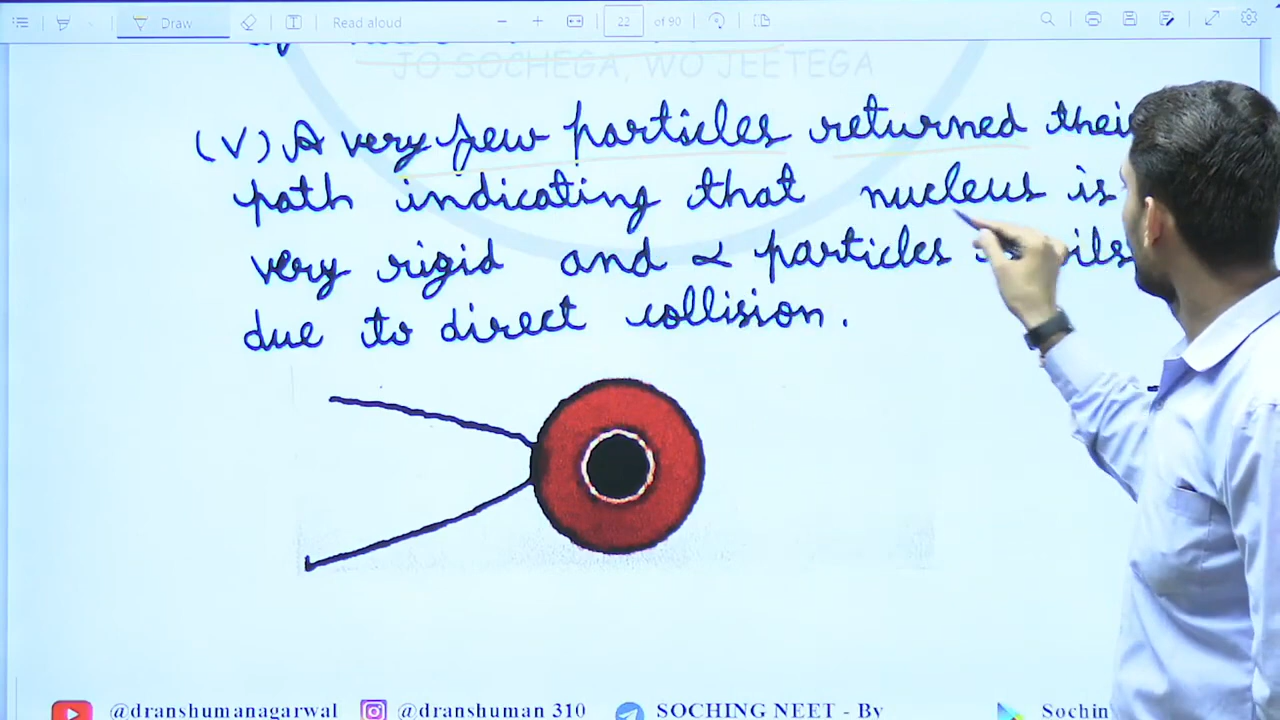 Draw
Read aloud
22
of 90
JO SOCHEGA, WO JEETEGA
(V) A very few particles returned their
path indicating that nucleus is
very rigid and α particles
due to direct collision.
@dranshumanagarwal
@dranshuman 310
SOCHING NEET - By
Sochin